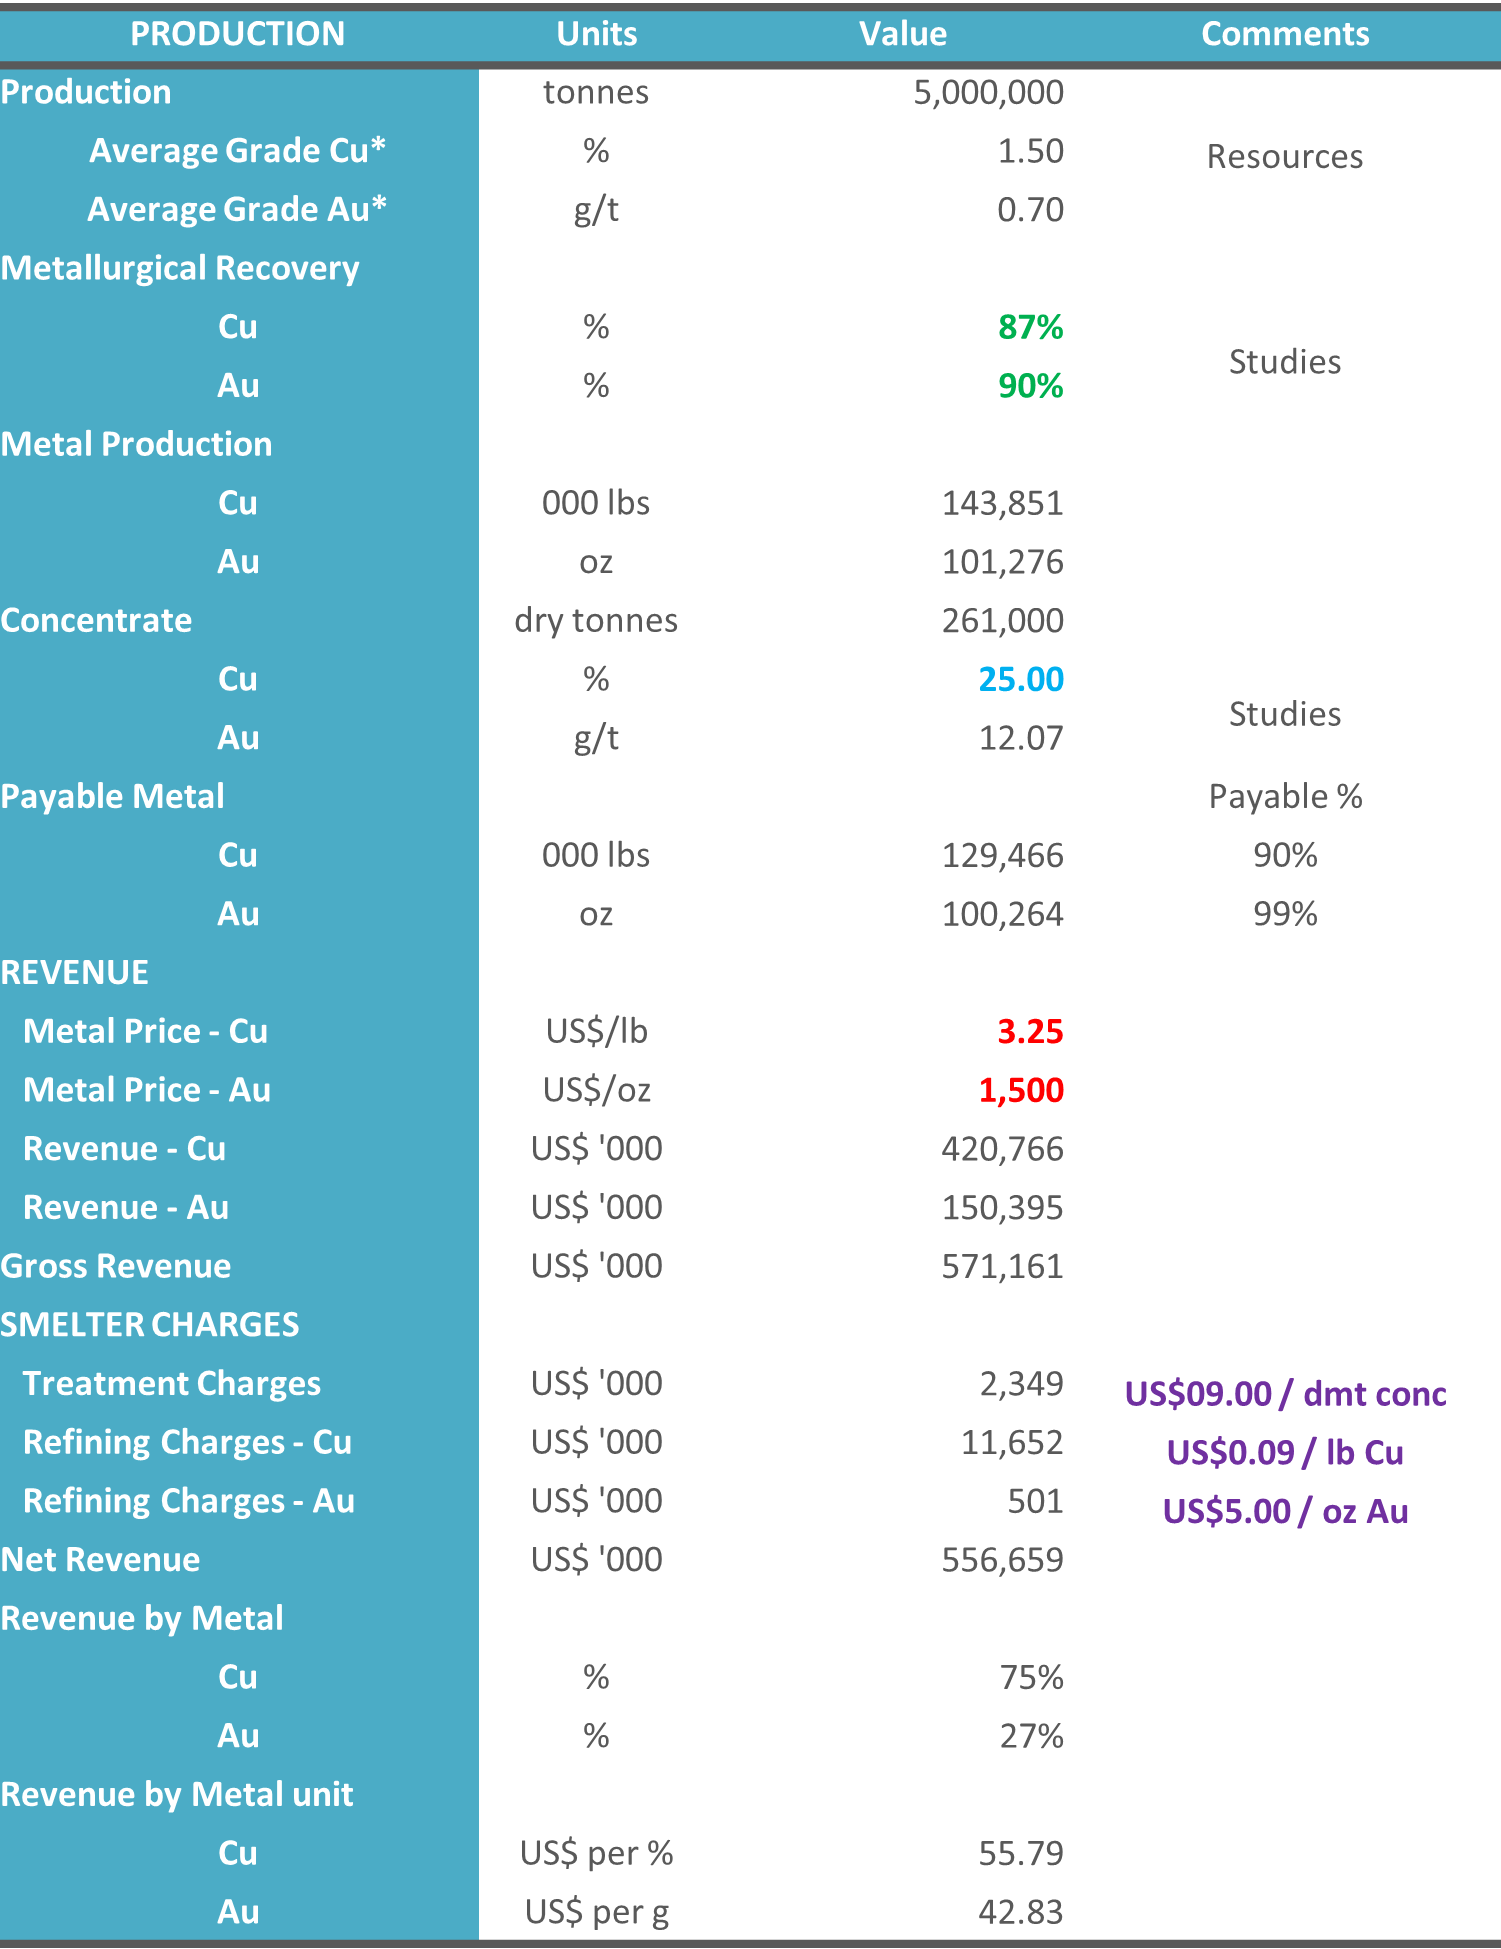 PRODUCTION Units Value Comments
Production tonnes 5,000,000
Average Grade Cu* % 1.50 Resources
Average Grade Au* g/t 0.70
Metallurgical Recovery
Cu % 87%
Au % 90% Studies
Metal Production
Cu 000 lbs 143,851
Au oz 101,276
Concentrate dry tonnes 261,000
Cu % 25.00
Au g/t 12.07 Studies
Payable Metal Payable %
Cu 000 lbs 129,466 90%
Au oz 100,264 99%
REVENUE
Metal Price - Cu US$/lb 3.25
Metal Price - Au US$/oz 1,500
Revenue - Cu US$ '000 420,766
Revenue - Au US$ '000 150,395
Gross Revenue US$ '000 571,161
SMELTER CHARGES
Treatment Charges US$ '000 2,349 US$09.00 / dmt conc
Refining Charges - Cu US$ '000 11,652 US$0.09 / lb Cu
Refining Charges - Au US$ '000 501 US$5.00 / oz Au
Net Revenue US$ '000 556,659
Revenue by Metal
Cu % 75%
Au % 27%
Revenue by Metal unit
Cu US$ per % 55.79
Au US$ per g 42.83